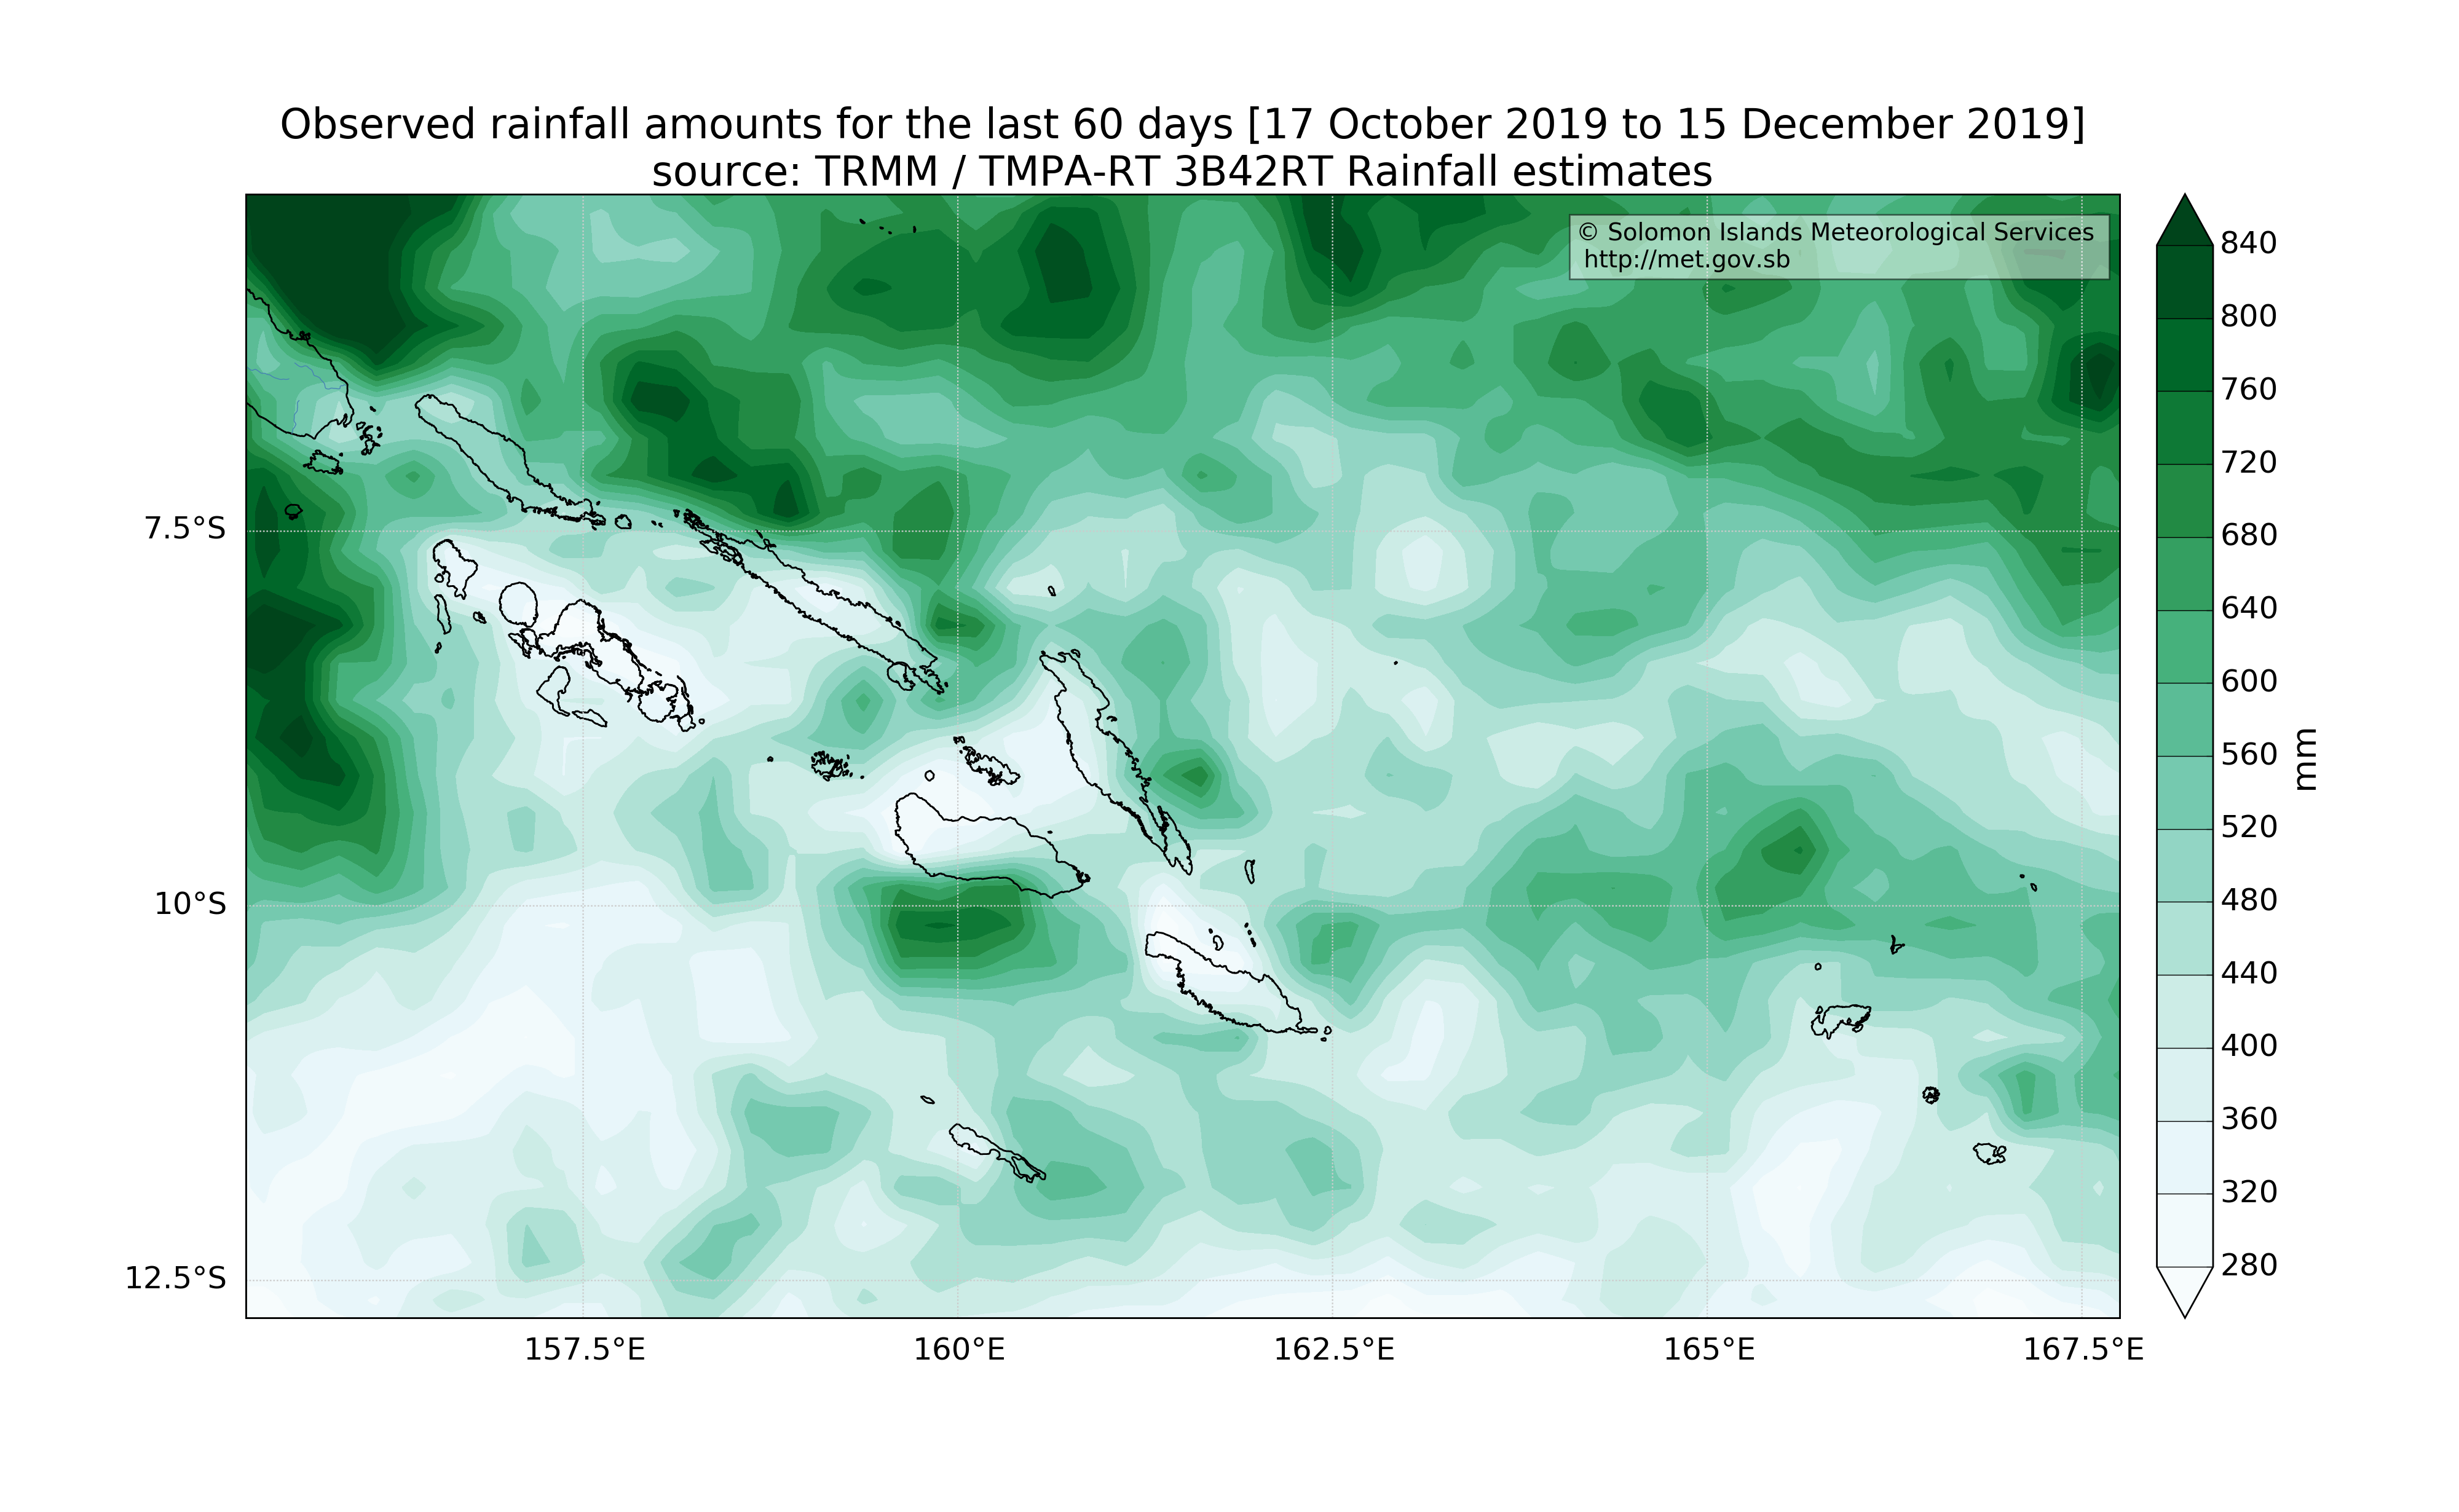 Observed rainfall amounts for the last 60 days [17 October 2019 to 15 December 2019]
source: TRMM / TMPA-RT 3B42RT Rainfall estimates
© Solomon Islands Meteorological Services
http://met.gov.sb
7.5°S
10°S
12.5°S
157.5°E
160°E
162.5°E
165°E
167.5°E
840
800
760
720
680
640
600
560
520
480
440
400
360
320
280
mm